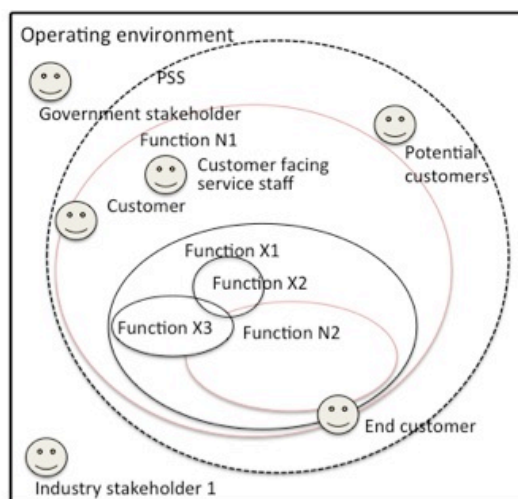 Operating environment
PSS
Government stakeholder
Function N1
Potential
customers
Customer facing
service staff
Customer
Function X1
Function X2
Function X3
Function N2
End customer
Industry stakeholder 1